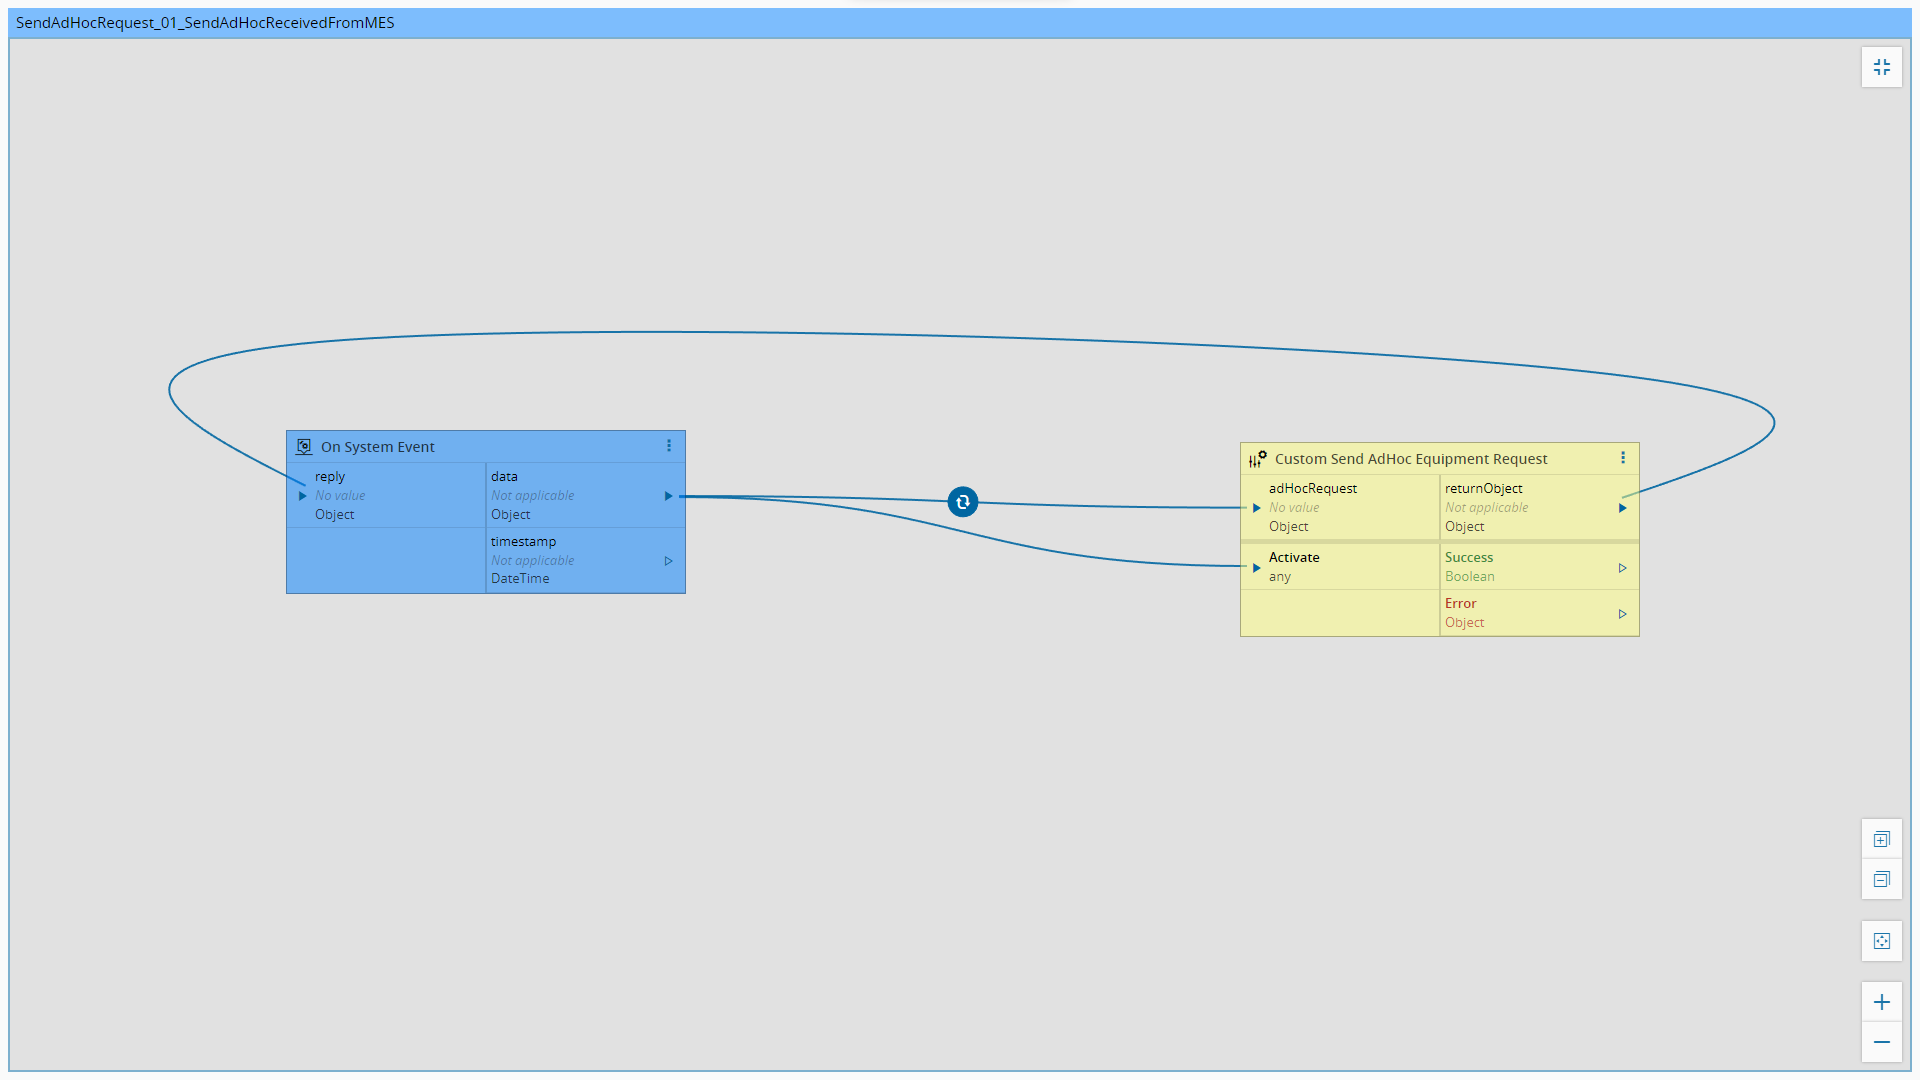 SendAdHocRequest_01_SendAdHocReceivedFromMES
On System Event
reply
No value
Object
data
Not applicable
Object
timestamp
Not applicable
DateTime
Custom Send AdHoc Equipment Request
adHocRequest
No value
Object
returnObject
Not applicable
Object
Activate
any
Success
Boolean
Error
Object